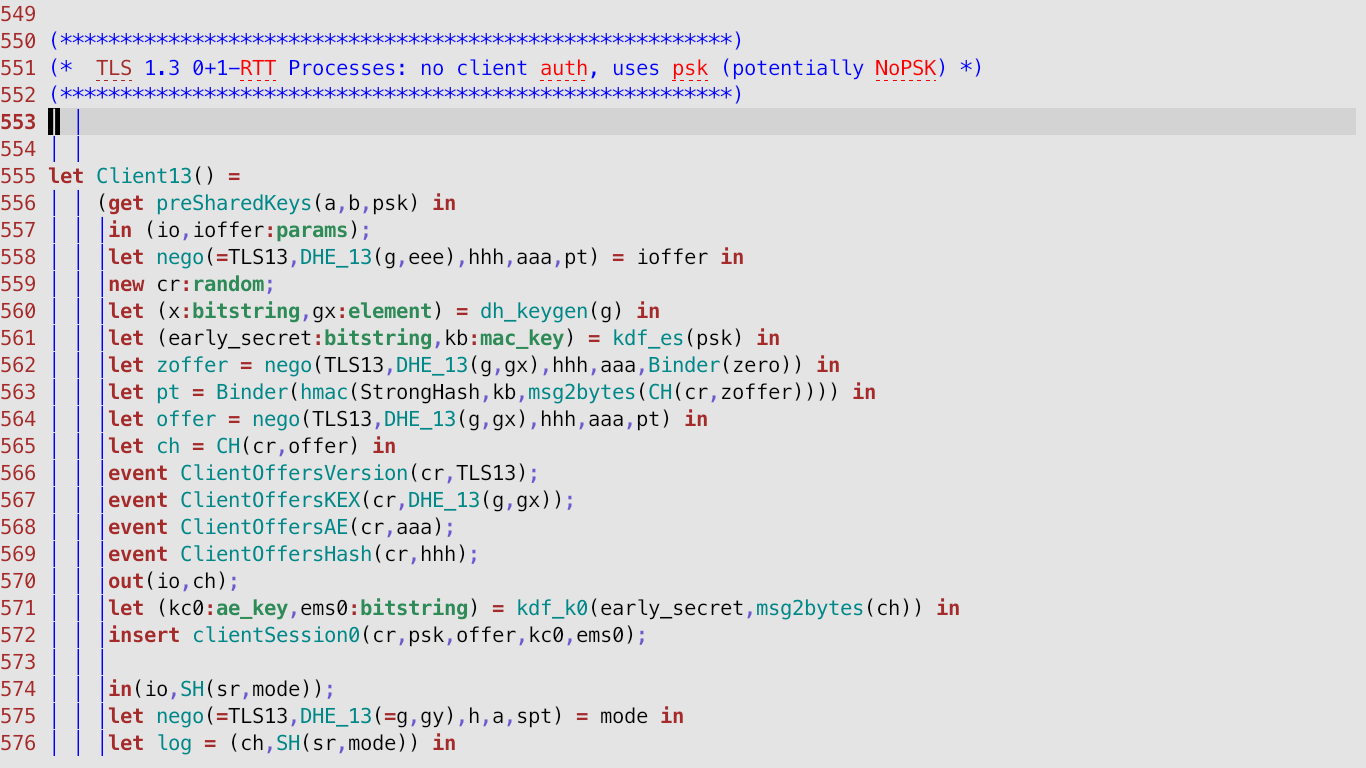 549
550 (********************************************************)
551 (*  TLS 1.3 0+1-RTT Processes: no client auth, uses psk (potentially NoPSK) *)
552 (********************************************************)
553
554
555 let Client13() =
556     (get preSharedKeys(a,b,psk) in
557      in (io,ioffer:params);
558      let nego(=TLS13,DHE_13(g,eee),hhh,aaa,pt) = ioffer in
559      new cr:random;
560      let (x:bitstring,gx:element) = dh_keygen(g) in
561      let (early_secret:bitstring,kb:mac_key) = kdf_es(psk) in
562      let zoffer = nego(TLS13,DHE_13(g,gx),hhh,aaa,Binder(zero)) in
563      let pt = Binder(hmac(StrongHash,kb,msg2bytes(CH(cr,zoffer)))) in
564      let offer = nego(TLS13,DHE_13(g,gx),hhh,aaa,pt) in
565      let ch = CH(cr,offer) in
566      event ClientOffersVersion(cr,TLS13);
567      event ClientOffersKEX(cr,DHE_13(g,gx));
568      event ClientOffersAE(cr,aaa);
569      event ClientOffersHash(cr,hhh);
570      out(io,ch);
571      let (kc0:ae_key,ems0:bitstring) = kdf_k0(early_secret,msg2bytes(ch)) in
572      insert clientSession0(cr,psk,offer,kc0,ems0);
573
574      in(io,SH(sr,mode));
575      let nego(=TLS13,DHE_13(=g,gy),h,a,spt) = mode in
576      let log = (ch,SH(sr,mode)) in